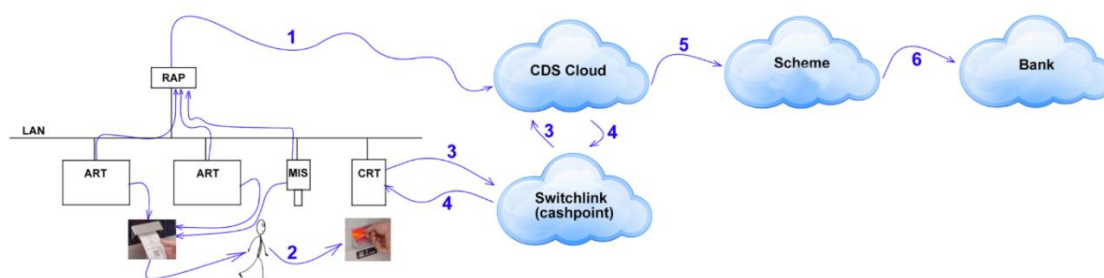 1
RAP
LAN
ART
ART
MIS
CRT
2
3
4
CDS Cloud
3
4
Switchlink
(cashpoint)
5
Scheme
6
Bank